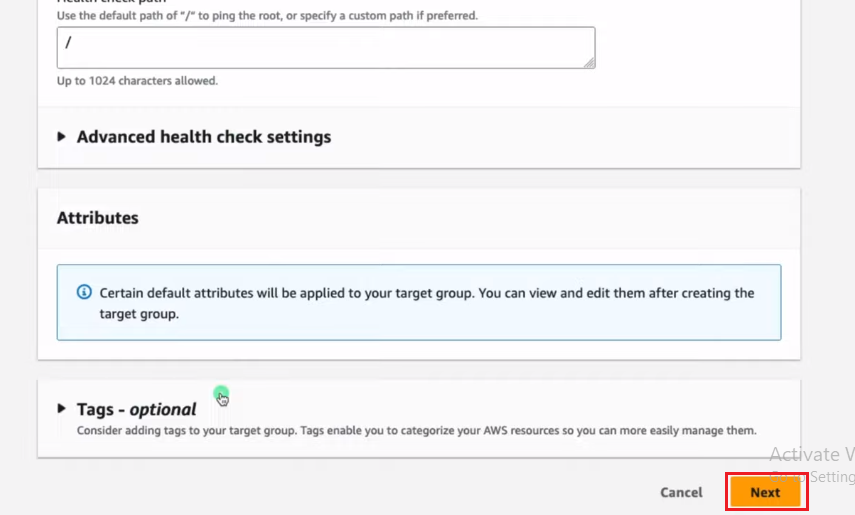 Health check path
Use the default path of "/" to ping the root, or specify a custom path if preferred.
/
Up to 1024 characters allowed.
Advanced health check settings
Attributes
Certain default attributes will be applied to your target group. You can view and edit them after creating the
target group.
Tags - optional
Consider adding tags to your target group. Tags enable you to categorize your AWS resources so you can more easily manage them.
Activate W
Setting
Cancel
Next